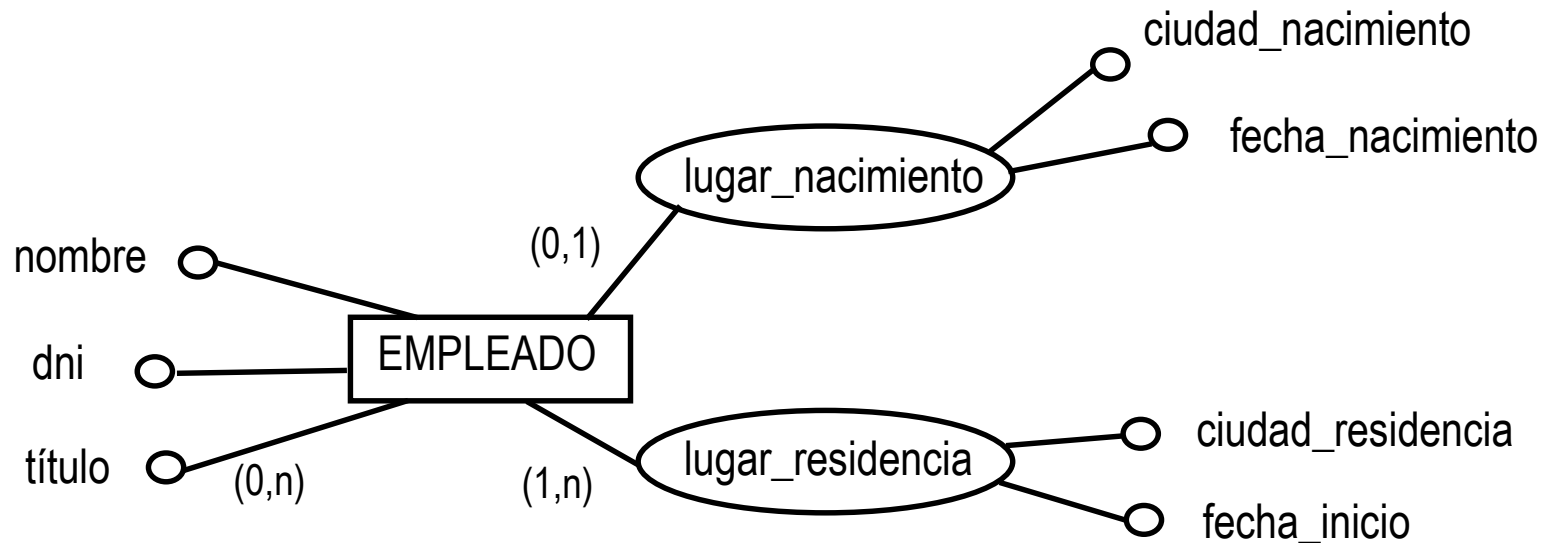 ciudad_nacimiento
fecha_nacimiento
lugar_nacimiento
(0,1)
nombre
EMPLEADO
dni
título
(0,n)
(1,n)
lugar_residencia
ciudad_residencia
fecha_inicio